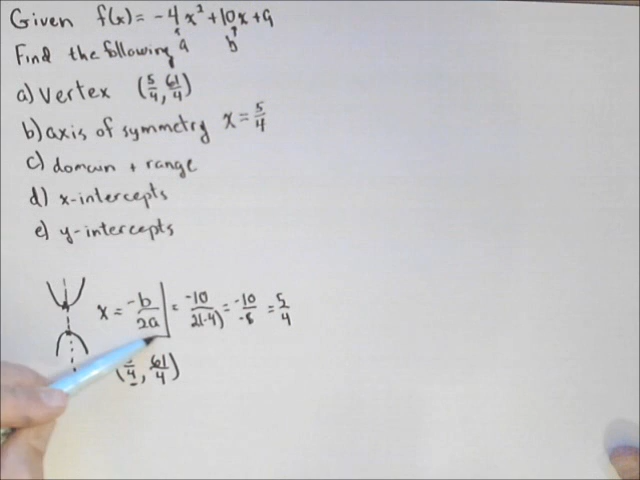 Given f(x) = -4x² + 10x + 9
a b
Find the following
a) Vertex (5/4, 61/4)
b) axis of symmetry x = 5/4
c) domain + range
d) x-intercepts
e) y-intercepts
x = -b/2a = -10/2(-4) = -10/-8 = 5/4
(5/4, 61/4)